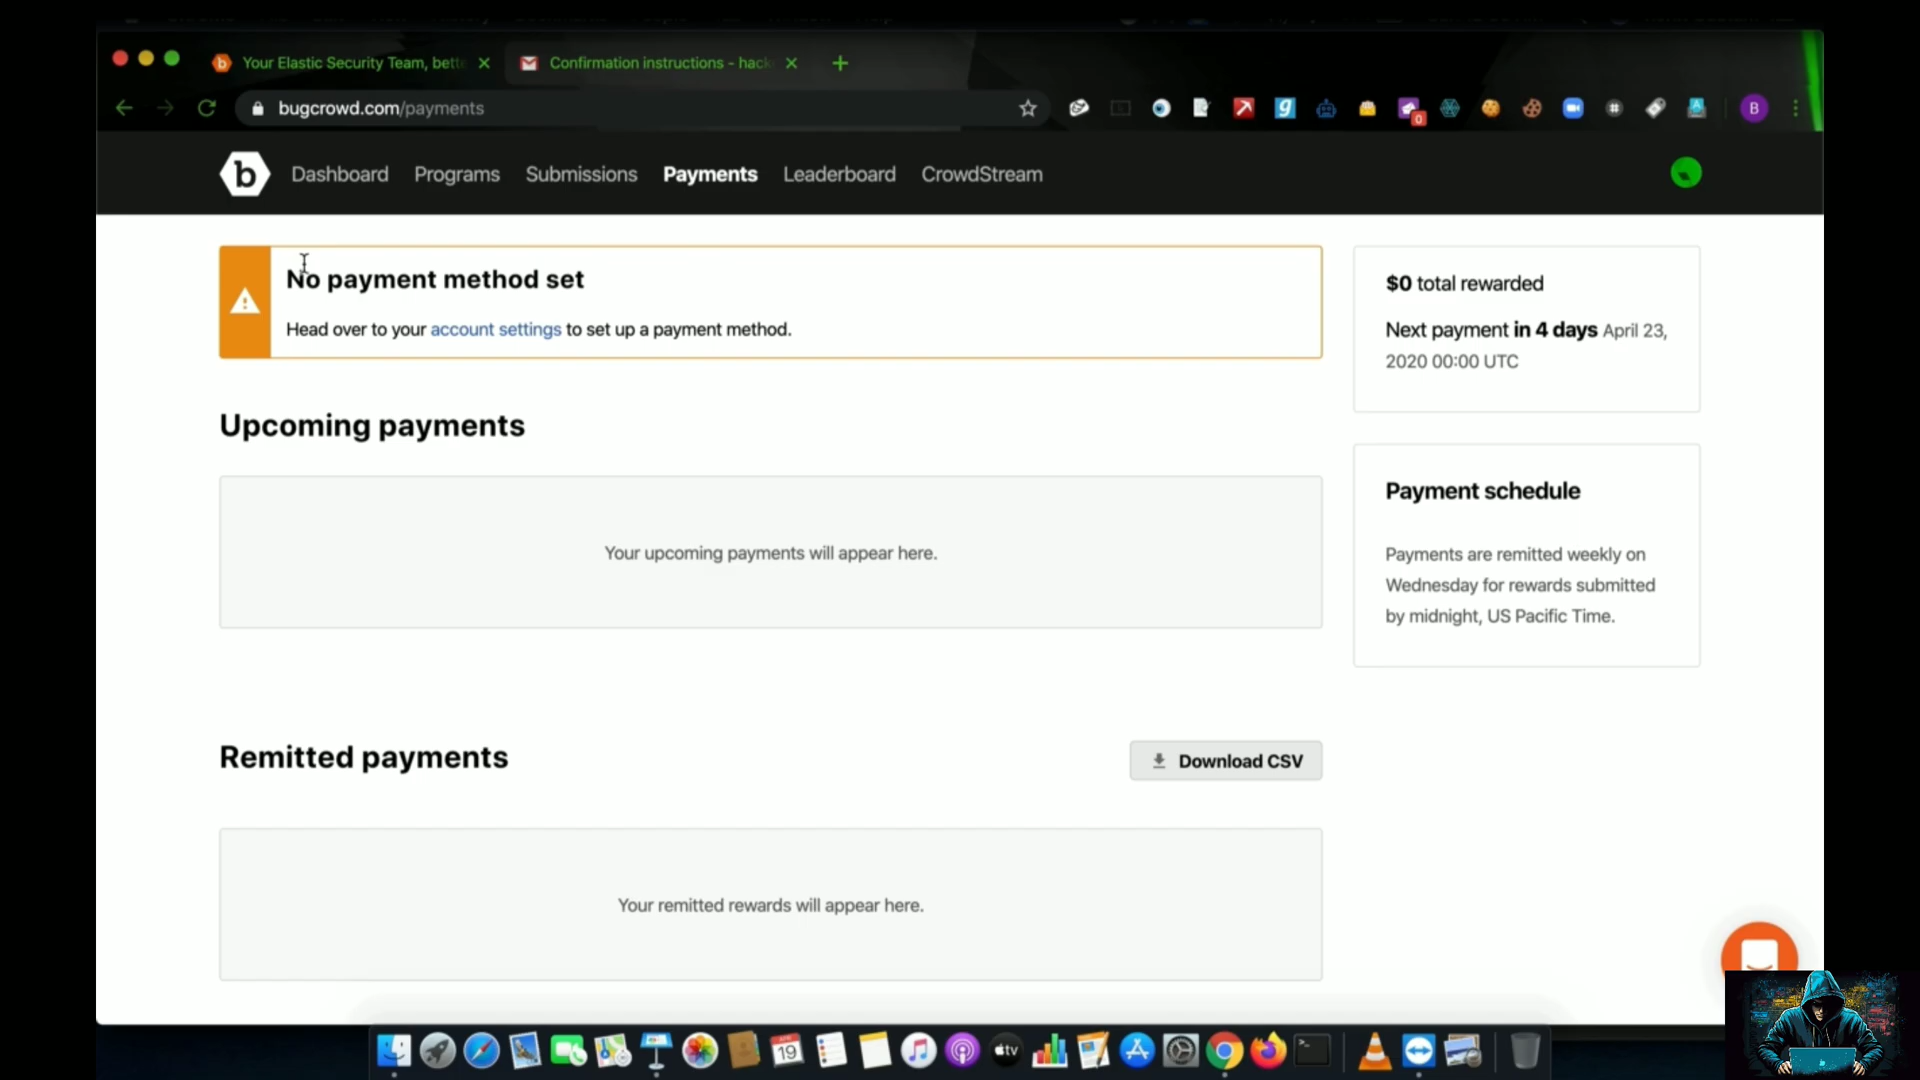 Your Elastic Security Team, bette
Confirmation instructions - hack
bugcrowd.com/payments
0
B
b
Dashboard
Programs
Submissions
Payments
Leaderboard
CrowdStream
No payment method set
Head over to your account settings to set up a payment method.
$0 total rewarded
Next payment in 4 days April 23,
2020 00:00 UTC
Upcoming payments
Your upcoming payments will appear here.
Payment schedule
Payments are remitted weekly on
Wednesday for rewards submitted
by midnight, US Pacific Time.
Remitted payments
Download CSV
Your remitted rewards will appear here.
19
tv